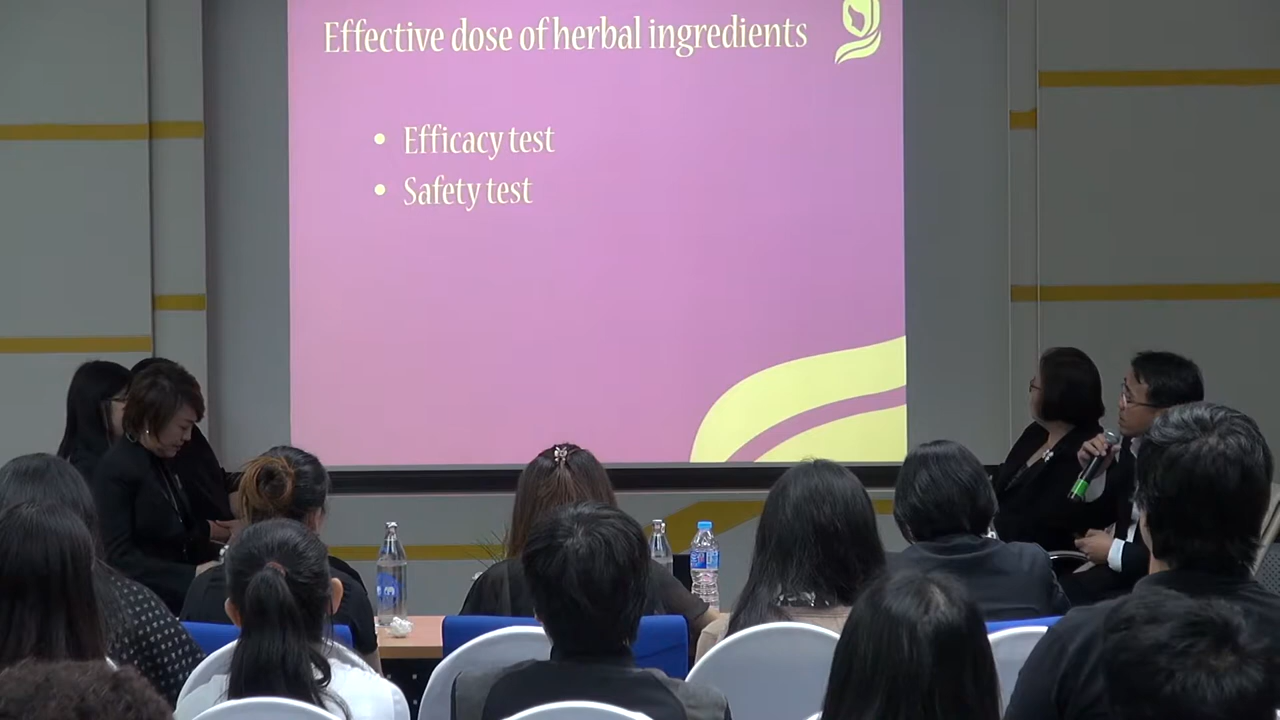 Effective dose of herbal ingredients
• Efficacy test
• Safety test